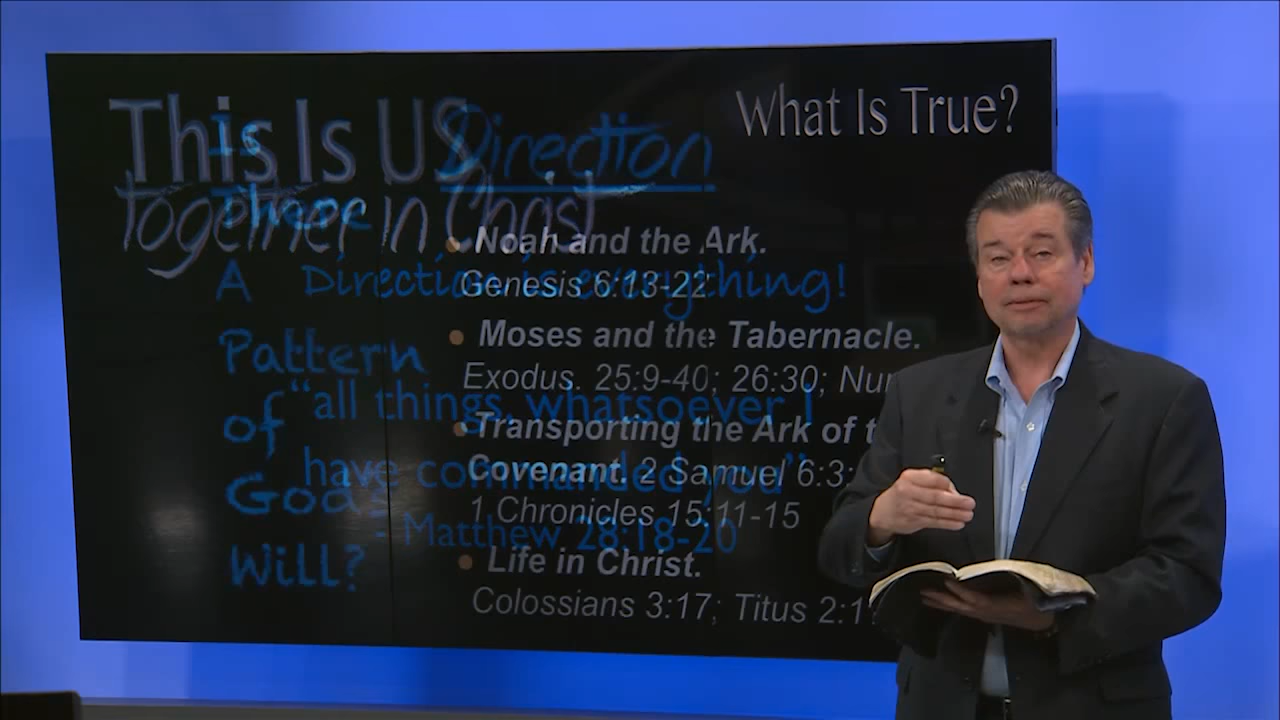 This Is US
together in Christ
What Is True?
Direction
Is
There
A
Pattern
of
God's
Will?
Direction is everything!
"all things, whatsoever I
have commanded you"
- Matthew 28:18-20
• Noah and the Ark.
Genesis 6:13-22
• Moses and the Tabernacle.
Exodus. 25:9-40; 26:30;
• Transporting the Ark of
Covenant. 2 Samuel 6:3;
1 Chronicles 15:11-15
• Life in Christ.
Colossians 3:17; Titus